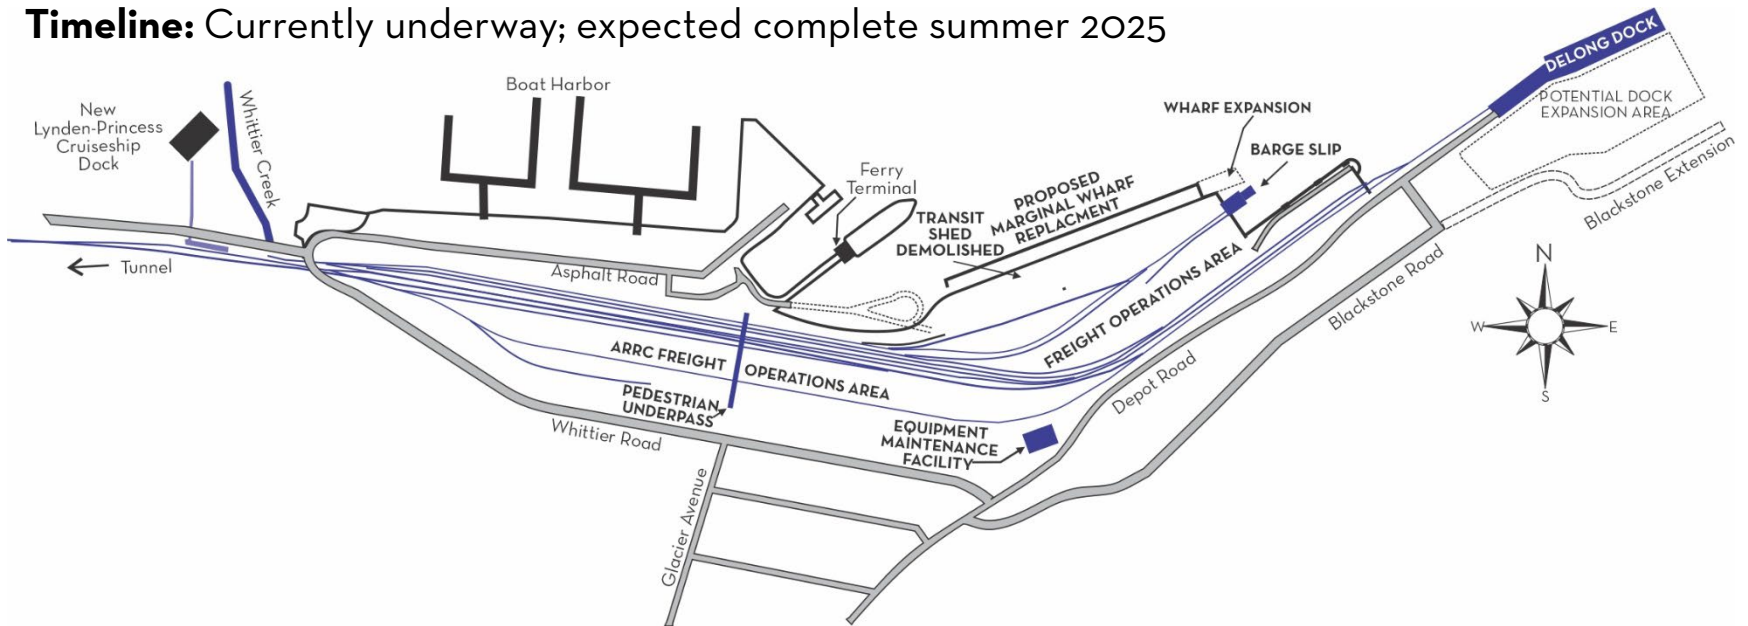 Timeline: Currently underway; expected complete summer 2025
DELONG DOCK
POTENTIAL DOCK
EXPANSION AREA
Blackstone Extension
Boat Harbor
New
Lynden-Princess
Cruiseship
Dock
Whittier Creek
WHARF EXPANSION
BARGE SLIP
Ferry
Terminal
PROPOSED
MARGINAL WHARF
REPLACMENT
TRANSIT
SHED
DEMOLISHED
Tunnel
Asphalt Road
FREIGHT OPERATIONS AREA
Blackstone Road
N
W
E
S
ARRC FREIGHT
OPERATIONS AREA
PEDESTRIAN
UNDERPASS
Depot Road
Whittier Road
EQUIPMENT
MAINTENANCE
FACILITY
Glacier Avenue